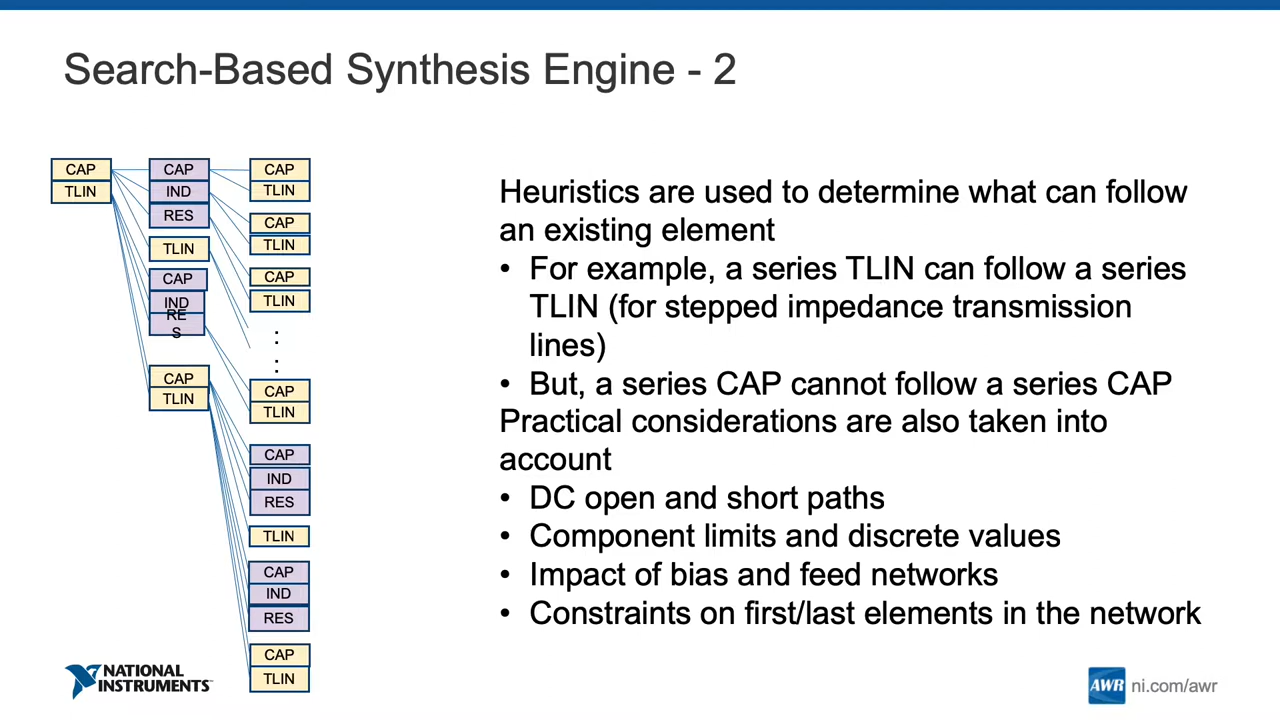 Search-Based Synthesis Engine - 2
CAP
TLIN
CAP
IND
RES
TLIN
CAP
IND
RE
S
CAP
TLIN
CAP
TLIN
CAP
TLIN
CAP
TLIN
:
:
CAP
TLIN
CAP
IND
RES
TLIN
CAP
IND
RES
CAP
TLIN
Heuristics are used to determine what can follow
an existing element
• For example, a series TLIN can follow a series
TLIN (for stepped impedance transmission
lines)
• But, a series CAP cannot follow a series CAP
Practical considerations are also taken into
account
• DC open and short paths
• Component limits and discrete values
• Impact of bias and feed networks
• Constraints on first/last elements in the network
NATIONAL
INSTRUMENTS™
AWR ni.com/awr